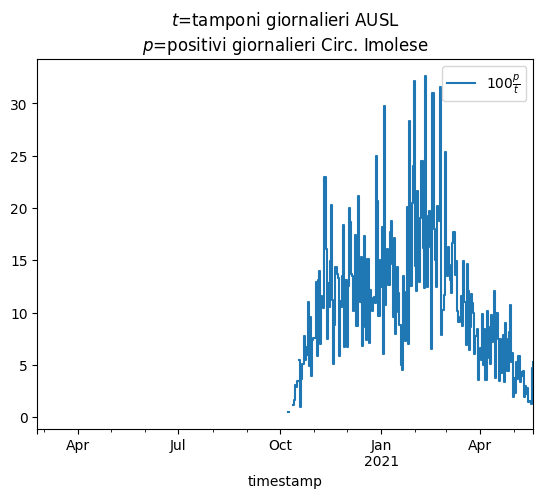 t=tamponi giornalieri AUSL
p=positivi giornalieri Circ. Imolese
100p/t
30
25
20
15
10
5
0
Apr Jul Oct Jan Apr
2021
timestamp